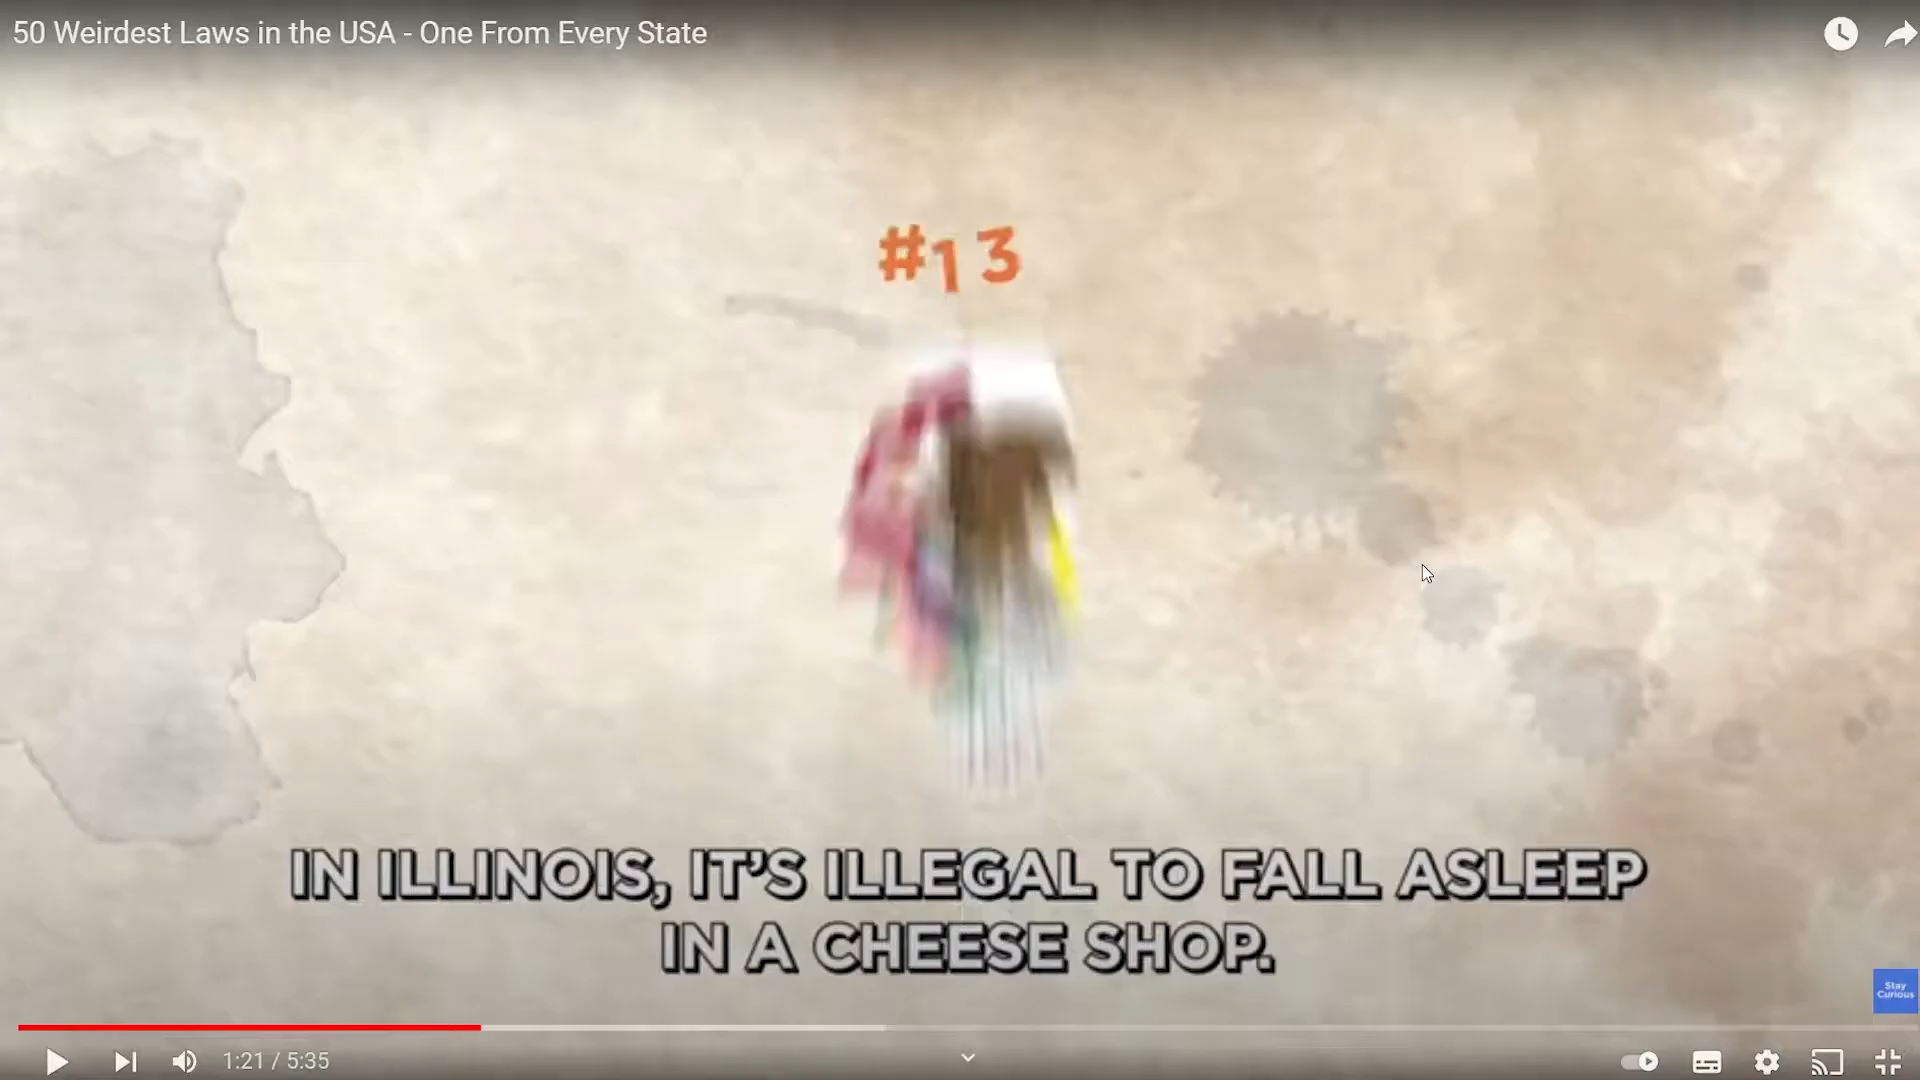 50 Weirdest Laws in the USA - One From Every State
#13
IN ILLINOIS, IT'S ILLEGAL TO FALL ASLEEP
IN A CHEESE SHOP.
Stay
Curious
1:21 / 5:35